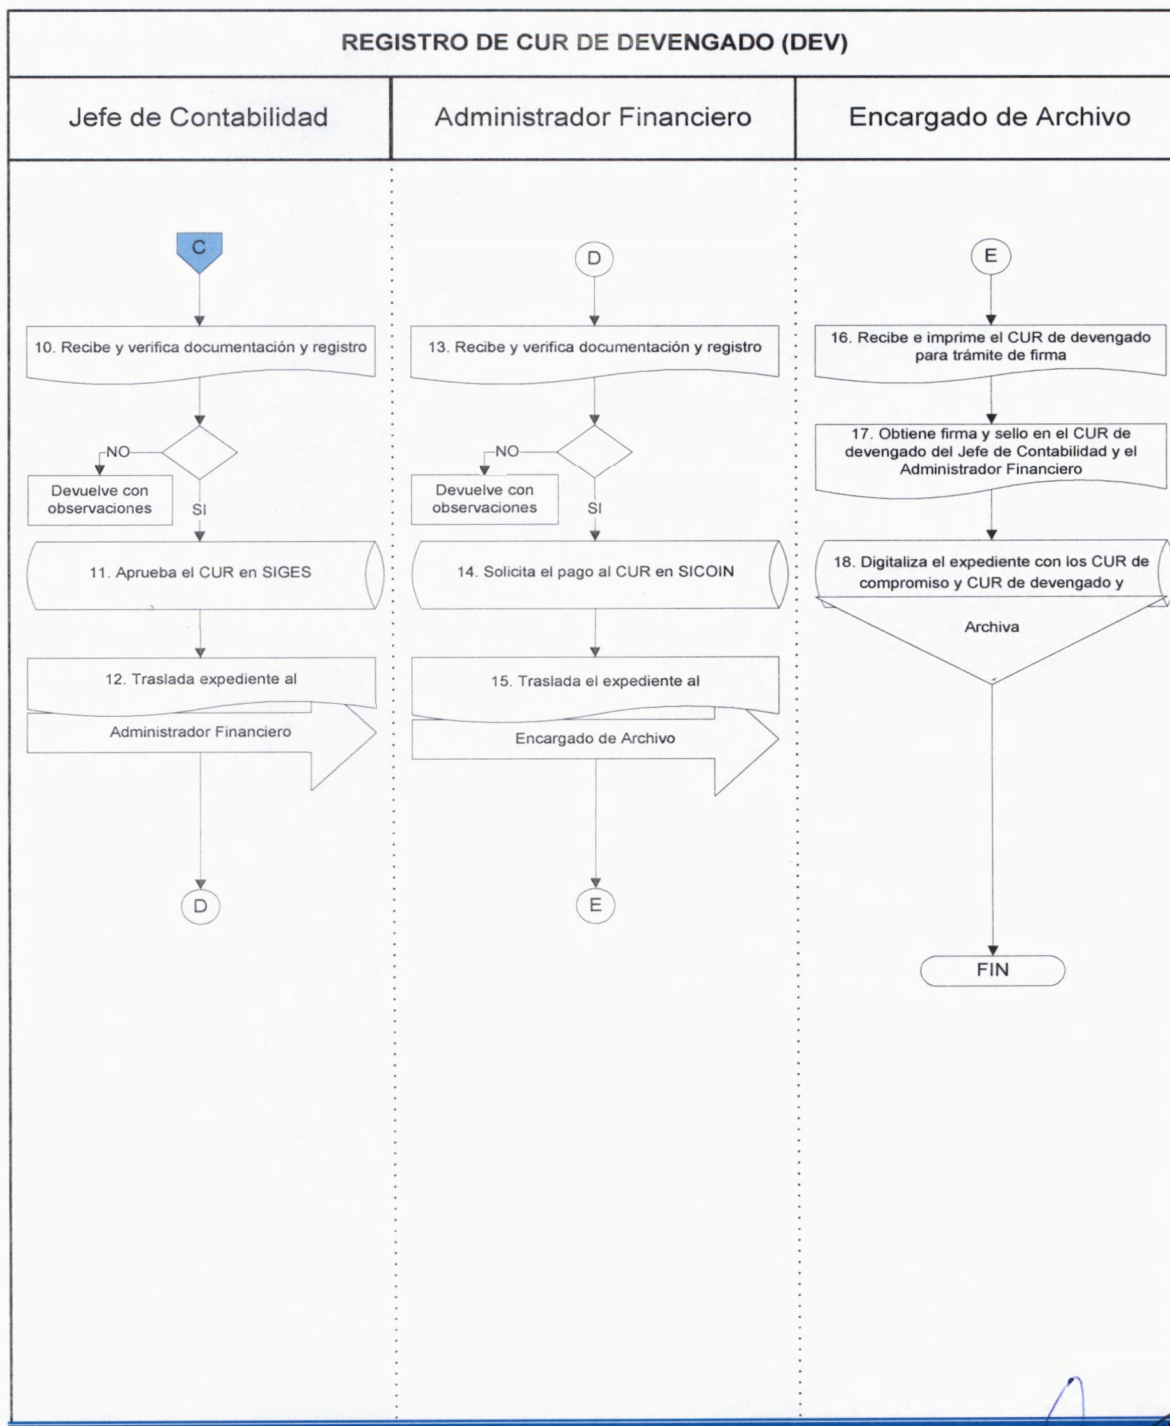 REGISTRO DE CUR DE DEVENGADO (DEV)
Jefe de Contabilidad
Administrador Financiero
Encargado de Archivo
C
10. Recibe y verifica documentación y registro
NO
Devuelve con
observaciones
SI
11. Aprueba el CUR en SIGES
12. Traslada expediente al
Administrador Financiero
D
D
13. Recibe y verifica documentación y registro
NO
Devuelve con
observaciones
SI
14. Solicita el pago al CUR en SICOIN
15. Traslada el expediente al
Encargado de Archivo
E
E
16. Recibe e imprime el CUR de devengado
para trámite de firma
17. Obtiene firma y sello en el CUR de
devengado del Jefe de Contabilidad y el
Administrador Financiero
18. Digitaliza el expediente con los CUR de
compromiso y CUR de devengado y
Archiva
FIN